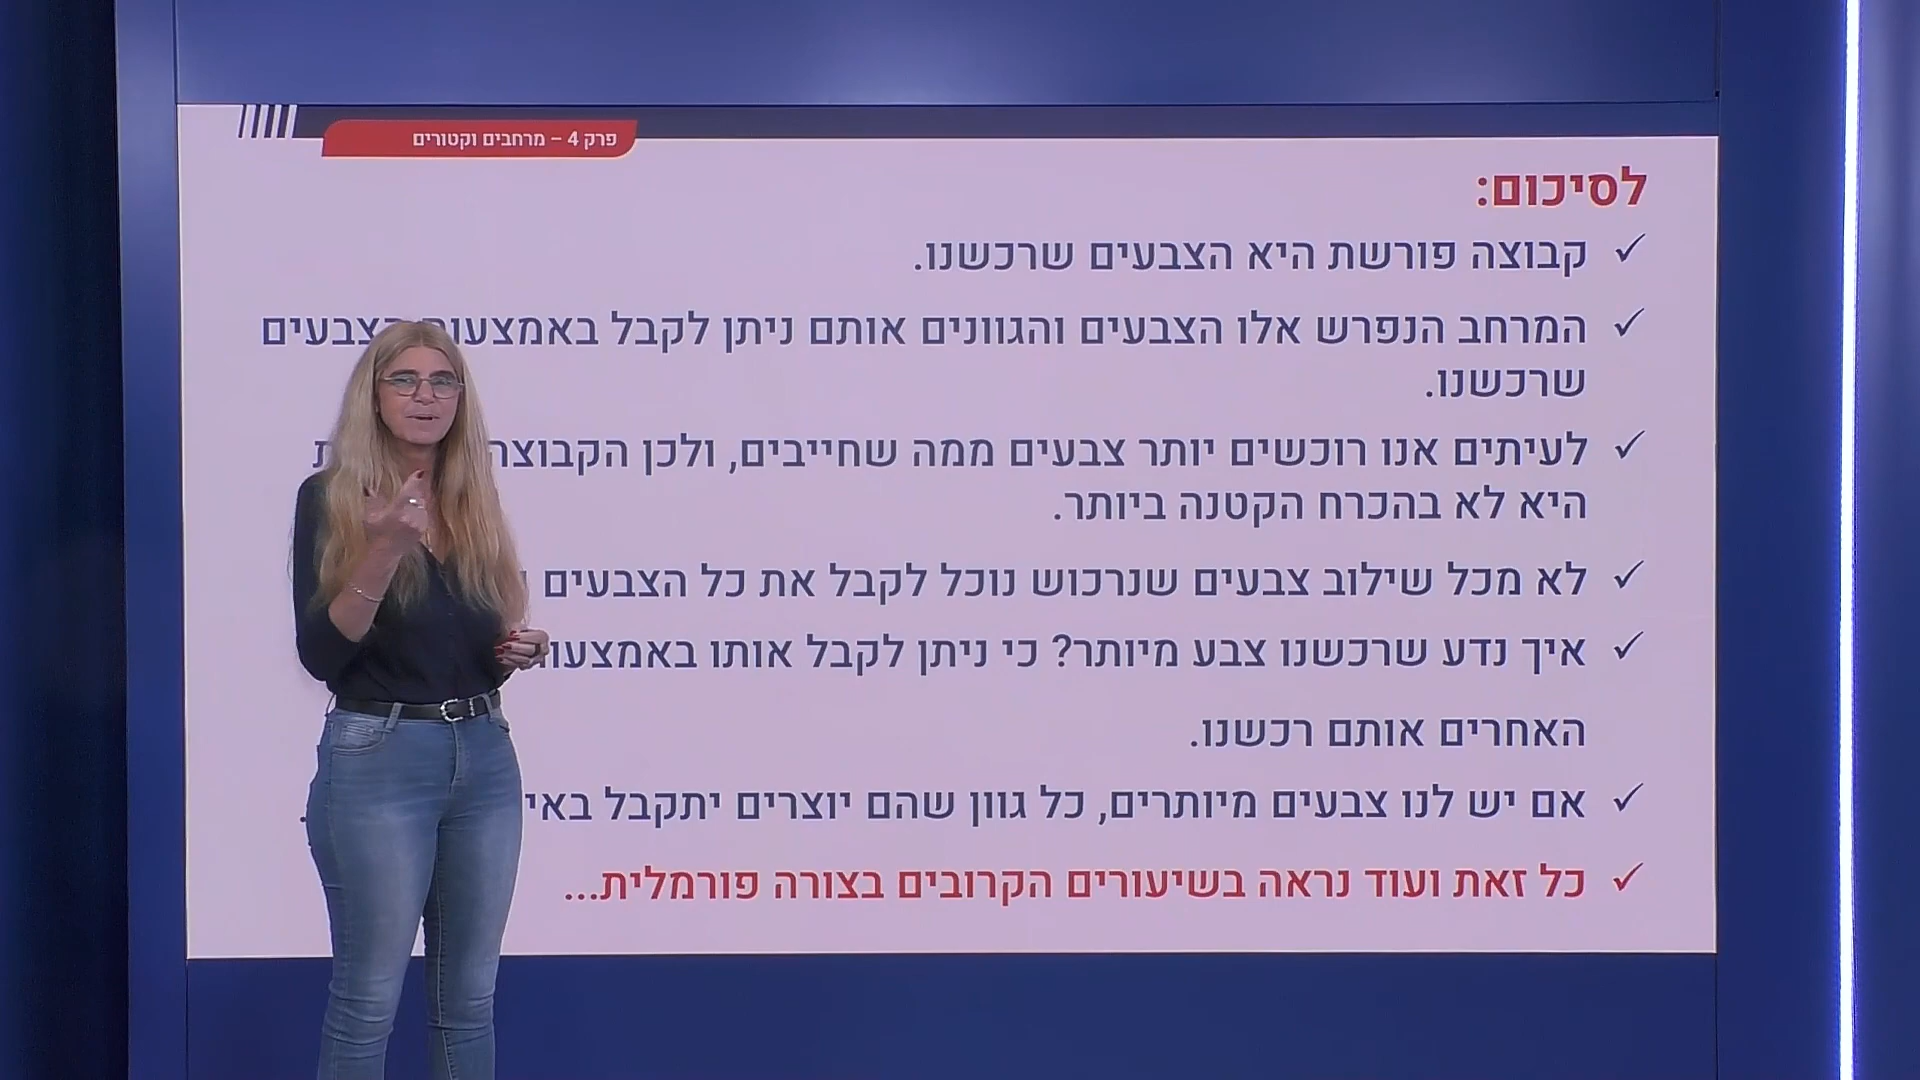 פרק 4 – מרחבים וקטורים
לסיכום:
✓ קבוצה פורשת היא הצבעים שרכשנו.
✓ המרחב הנפרש אלו הצבעים והגוונים אותם ניתן לקבל באמצעות הצבעים
שרכשנו.
✓ לעיתים אנו רוכשים יותר צבעים ממה שחייבים, ולכן הקבוצה
היא לא בהכרח הקטנה ביותר.
✓ לא מכל שילוב צבעים שנרכוש נוכל לקבל את כל הצבעים
✓ איך נדע שרכשנו צבע מיותר? כי ניתן לקבל אותו באמצעות
האחרים אותם רכשנו.
✓ אם יש לנו צבעים מיותרים, כל גוון שהם יוצרים יתקבל
✓ כל זאת ועוד נראה בשיעורים הקרובים בצורה פורמלית...